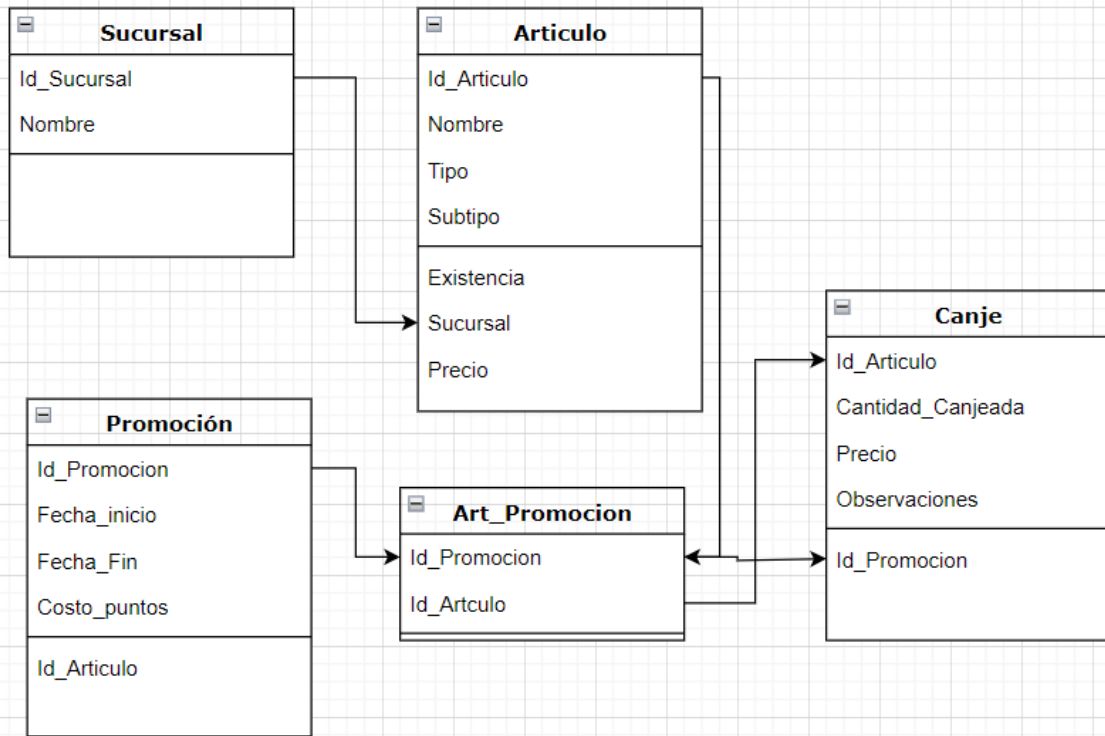 Sucursal
Id_Sucursal
Nombre
Articulo
Id_Articulo
Nombre
Tipo
Subtipo
Existencia
Sucursal
Precio
Canje
Id_Articulo
Cantidad_Canjeada
Precio
Observaciones
Id_Promocion
Promoción
Id_Promocion
Fecha_inicio
Fecha_Fin
Costo_puntos
Id_Articulo
Art_Promocion
Id_Promocion
Id_Artculo